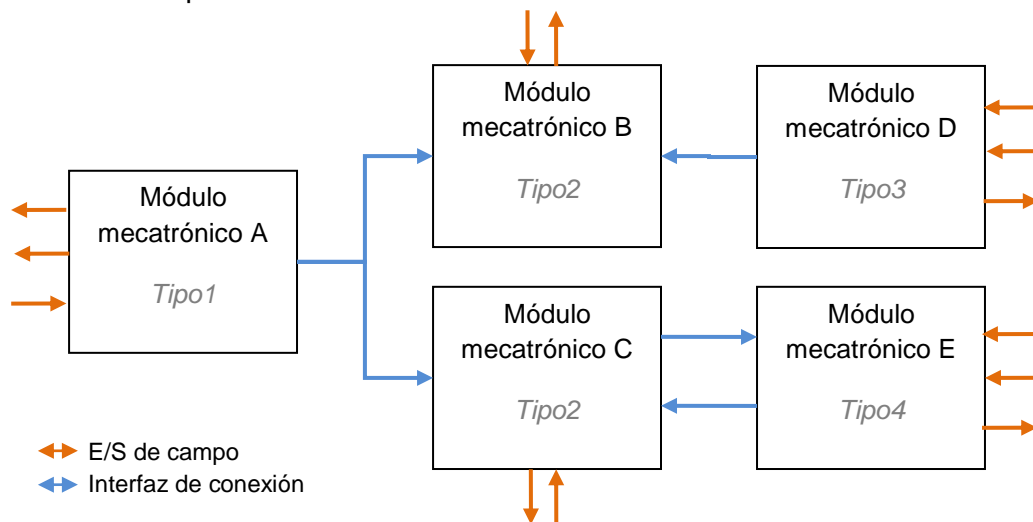 Módulo
mecatrónico B
Tipo2
Módulo
mecatrónico D
Tipo3
Módulo
mecatrónico A
Tipo1
Módulo
mecatrónico C
Tipo2
Módulo
mecatrónico E
Tipo4
E/S de campo
Interfaz de conexión